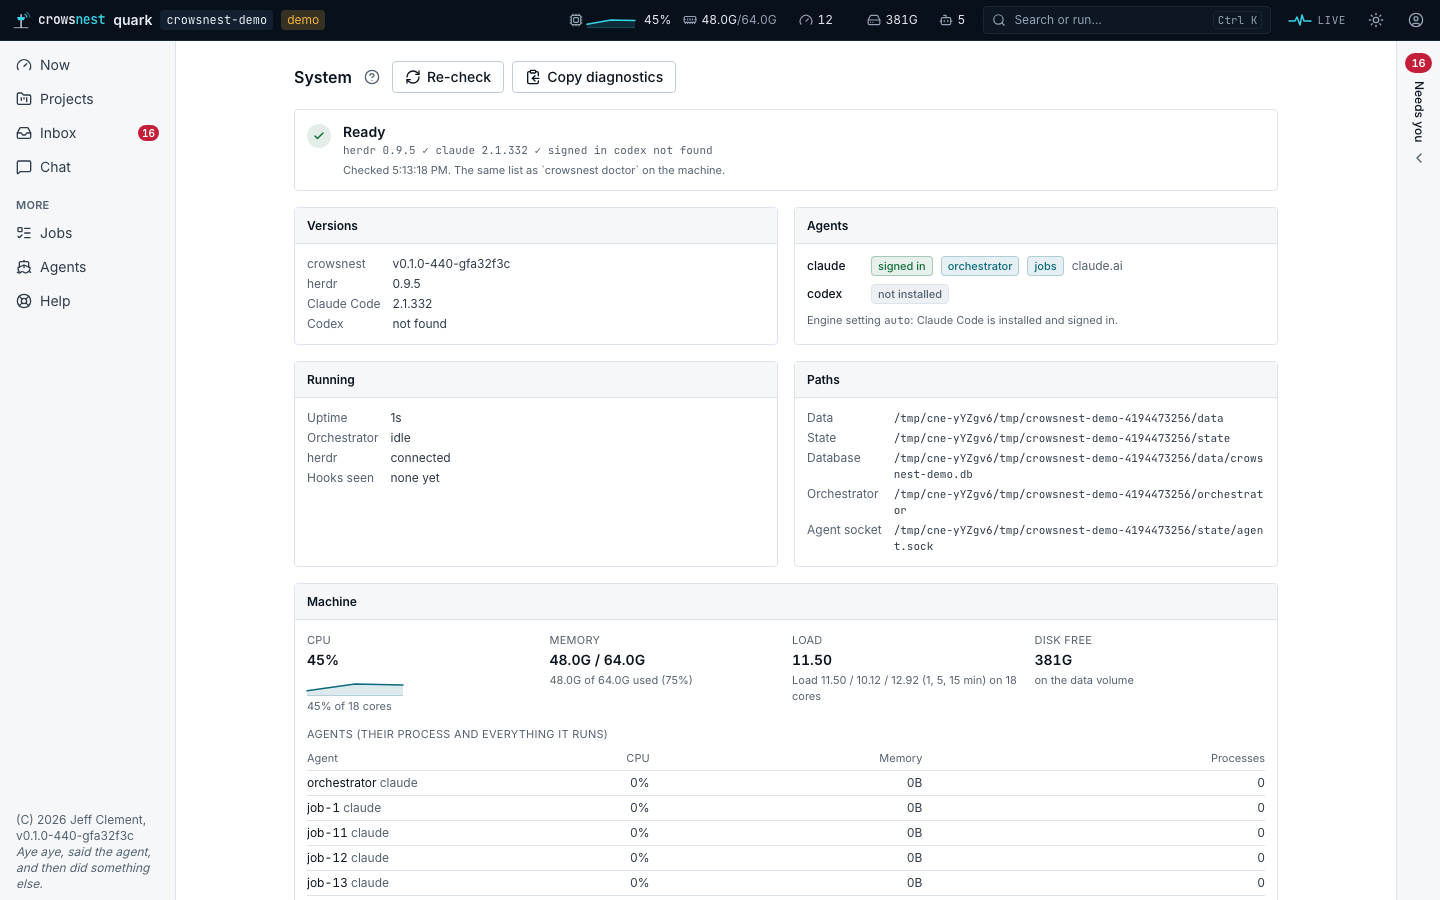 crowsnest quark crowsnest-demo demo 45% 48.0G/64.0G 12 381G 5 Search or run... Ctrl K LIVE
Now
Projects
Inbox 16
Chat
MORE
Jobs
Agents
Help
(C) 2026 Jeff Clement,
v0.1.0-440-gfa32f3c
Aye aye, said the agent,
and then did something
else.
System Re-check Copy diagnostics
Ready
herdr 0.9.5 ✓ claude 2.1.332 ✓ signed in codex not found
Checked 5:13:18 PM. The same list as `crowsnest doctor` on the machine.
Versions
crowsnest v0.1.0-440-gfa32f3c
herdr 0.9.5
Claude Code 2.1.332
Codex not found
Agents
claude signed in orchestrator jobs claude.ai
codex not installed
Engine setting auto: Claude Code is installed and signed in.
Running
Uptime 1s
Orchestrator idle
herdr connected
Hooks seen none yet
Paths
Data /tmp/cne-yYZgv6/tmp/crowsnest-demo-4194473256/data
State /tmp/cne-yYZgv6/tmp/crowsnest-demo-4194473256/state
Database /tmp/cne-yYZgv6/tmp/crowsnest-demo-4194473256/data/crows
nest-demo.db
Orchestrator /tmp/cne-yYZgv6/tmp/crowsnest-demo-4194473256/orchestrat
or
Agent socket /tmp/cne-yYZgv6/tmp/crowsnest-demo-4194473256/state/agen
t.sock
Machine
CPU
45%
45% of 18 cores
MEMORY
48.0G / 64.0G
48.0G of 64.0G used (75%)
LOAD
11.50
Load 11.50 / 10.12 / 12.92 (1, 5, 15 min) on 18
cores
DISK FREE
381G
on the data volume
AGENTS (THEIR PROCESS AND EVERYTHING IT RUNS)
Agent CPU Memory Processes
orchestrator claude 0% 0B 0
job-1 claude 0% 0B 0
job-11 claude 0% 0B 0
job-12 claude 0% 0B 0
job-13 claude 0% 0B 0
16
Needs you